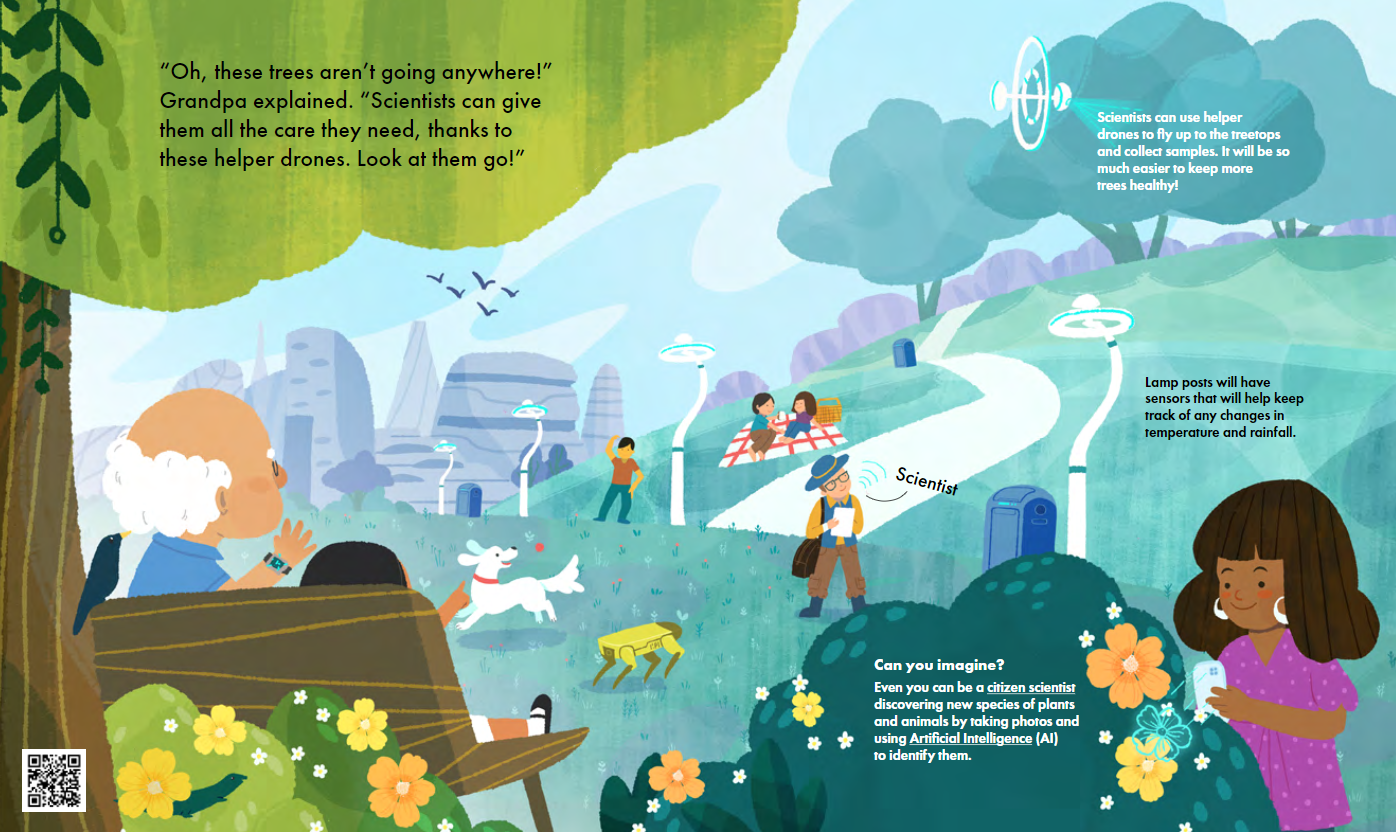 “Oh, these trees aren’t going anywhere!”
Grandpa explained. “Scientists can give
them all the care they need, thanks to
these helper drones. Look at them go!”
Scientists can use helper
drones to fly up to the treetops
and collect samples. It will be so
much easier to keep more
trees healthy!
Lamp posts will have
sensors that will help keep
track of any changes in
temperature and rainfall.
Scientist
Can you imagine?
Even you can be a citizen scientist
discovering new species of plants
and animals by taking photos and
using Artificial Intelligence (AI)
to identify them.